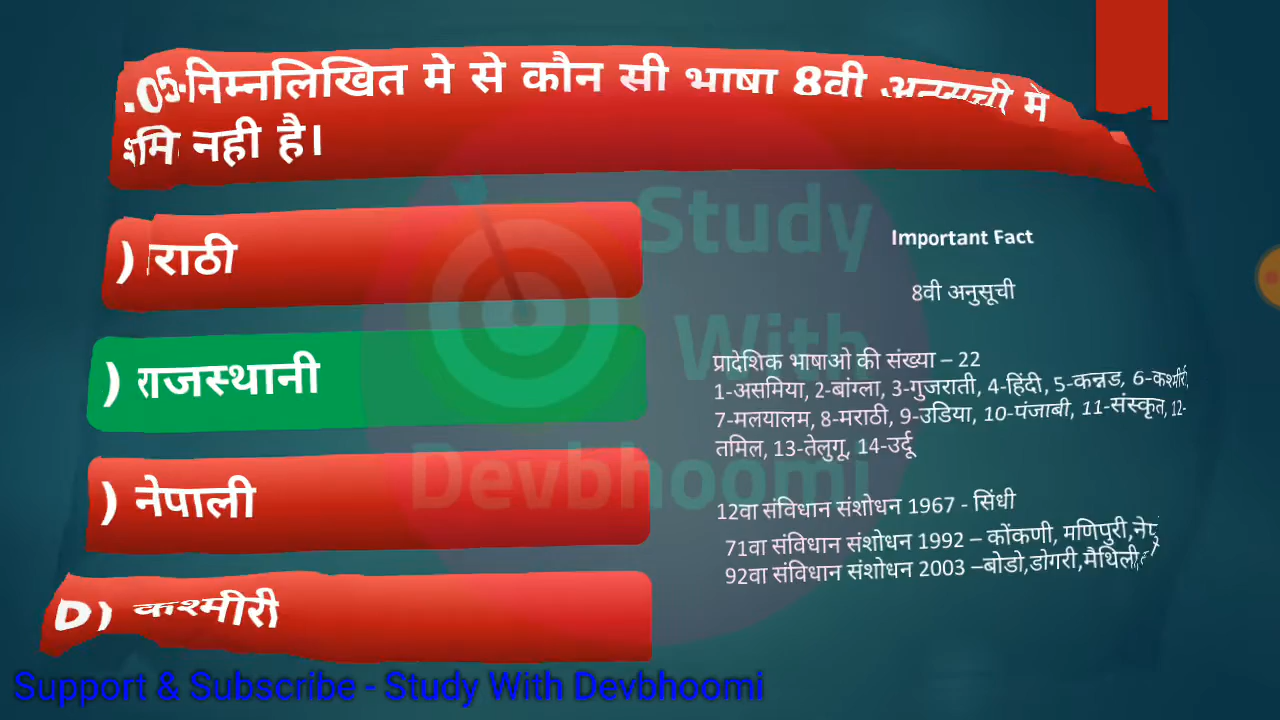 .05-निम्नलिखित मे से कौन सी भाषा 8वी अनुसूची मे
नही है।
) राठी
) राजस्थानी
) नेपाली
D) कश्मीरी
Study
With
Devbhoomi
Important Fact
8वी अनुसूची
प्रादेशिक भाषाओ की संख्या – 22
1-असमिया, 2-बांग्ला, 3-गुजराती, 4-हिंदी, 5-कन्नड, 6-कश्मीरी,
7-मलयालम, 8-मराठी, 9-उडिया, 10-पंजाबी, 11-संस्कृत, 12-
तमिल, 13-तेलुगू, 14-उर्दू
12वा संविधान संशोधन 1967 - सिंधी
71वा संविधान संशोधन 1992 – कोंकणी, मणिपुरी,
92वा संविधान संशोधन 2003 –बोडो,डोगरी,मैथिली,
Support & Subscribe - Study With Devbhoomi